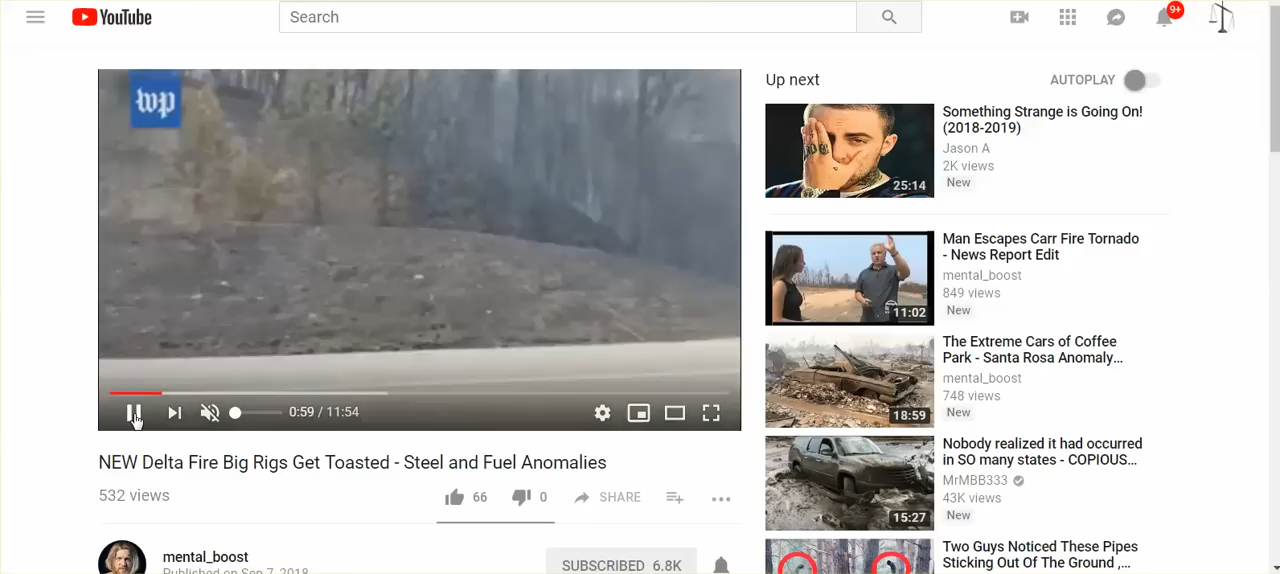 YouTube
Search
9+
wp
0:59 / 11:54
NEW Delta Fire Big Rigs Get Toasted - Steel and Fuel Anomalies
532 views
66
0
SHARE
mental_boost
Published on Sep 7, 2018
SUBSCRIBED 6.8K
Up next
AUTOPLAY
25:14
Something Strange is Going On!
(2018-2019)
Jason A
2K views
New
11:02
Man Escapes Carr Fire Tornado
- News Report Edit
mental_boost
849 views
New
18:59
The Extreme Cars of Coffee
Park - Santa Rosa Anomaly…
mental_boost
748 views
New
15:27
Nobody realized it had occurred
in SO many states - COPIOUS…
MrMBB333
43K views
New
Two Guys Noticed These Pipes
Sticking Out Of The Ground ,…